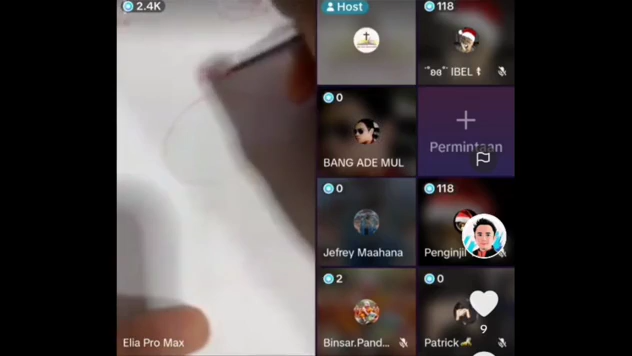 2.4K
Host
118
˚ʚɞ˚ IBEL
0
BANG ADE MUL
Permintaan
0
Jefrey Maahana
118
Penginjil
Elia Pro Max
2
Binsar.Pand...
0
Patrick
9